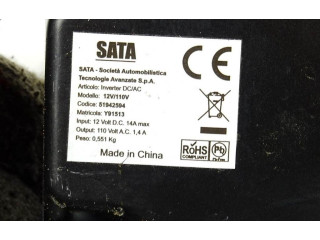 SATA
SATA - Società Automobilistica
Tecnologie Avanzate S.p.A.
Articolo: Inverter DC/AC
Modello: 12V/110V
Codice: 51942594
Matricola: Y91513
Input: 12 Volt D.C. 14A max
Output: 110 Volt A.C. 1,4 A
Peso: 0,551 Kg
Made in China
CE
RoHS
COMPLIANT
Pb